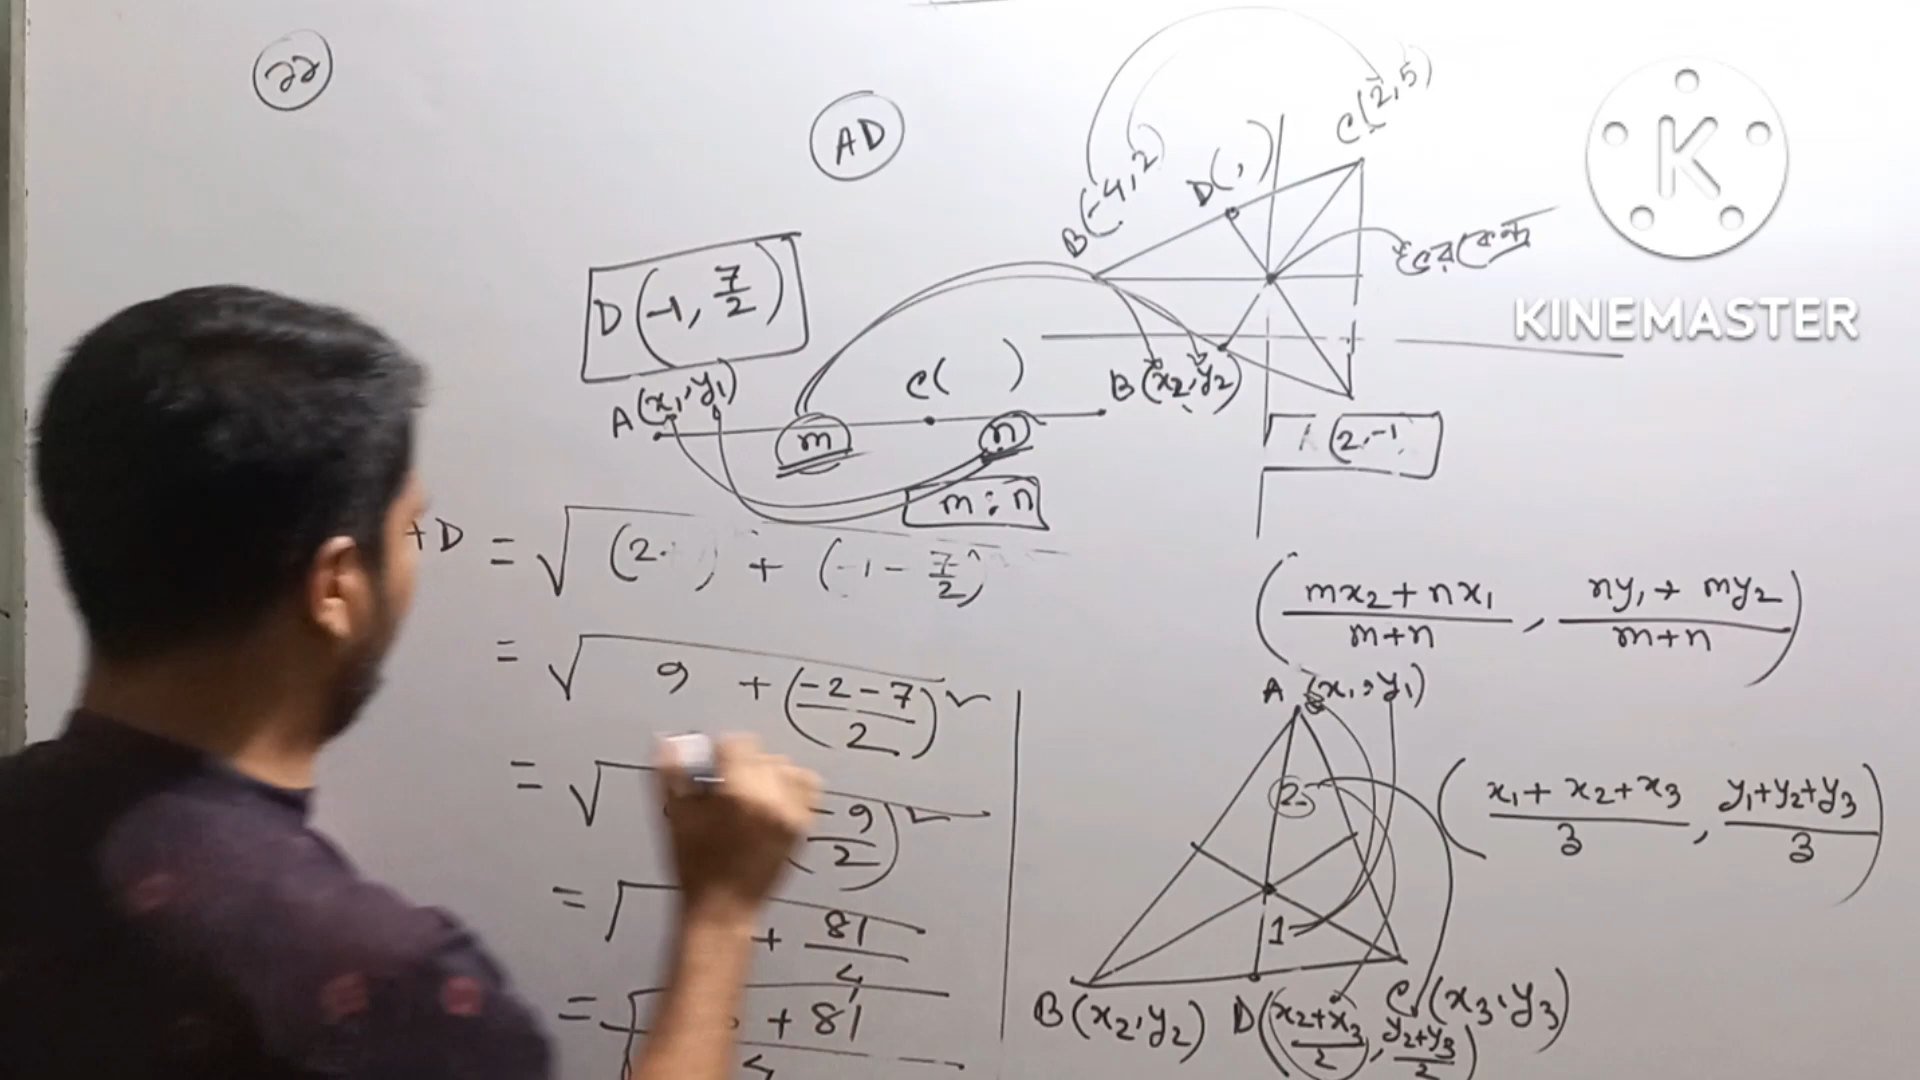 ২২
AD
C(2,5)
B(-4,2)
D( , )
ভরকেন্দ্র
KINEMASTER
D(-1, 7/2)
A(x₁,y₁)
C( )
B(x₂,y₂)
m
n
(2,-1
m : n
+D = √(2- ) + (-1 - 7/2)
= √9 + (-2-7/2)
-9/2)
+ 81/4
+ 81
4
(mx₂+nx₁/m+n , ny₁+my₂/m+n)
A (x₁,y₁)
2
1
(x₁+x₂+x₃/3 , y₁+y₂+y₃/3)
B(x₂,y₂) D(x₂+x₃/2 , y₂+y₃/2) C(x₃,y₃)